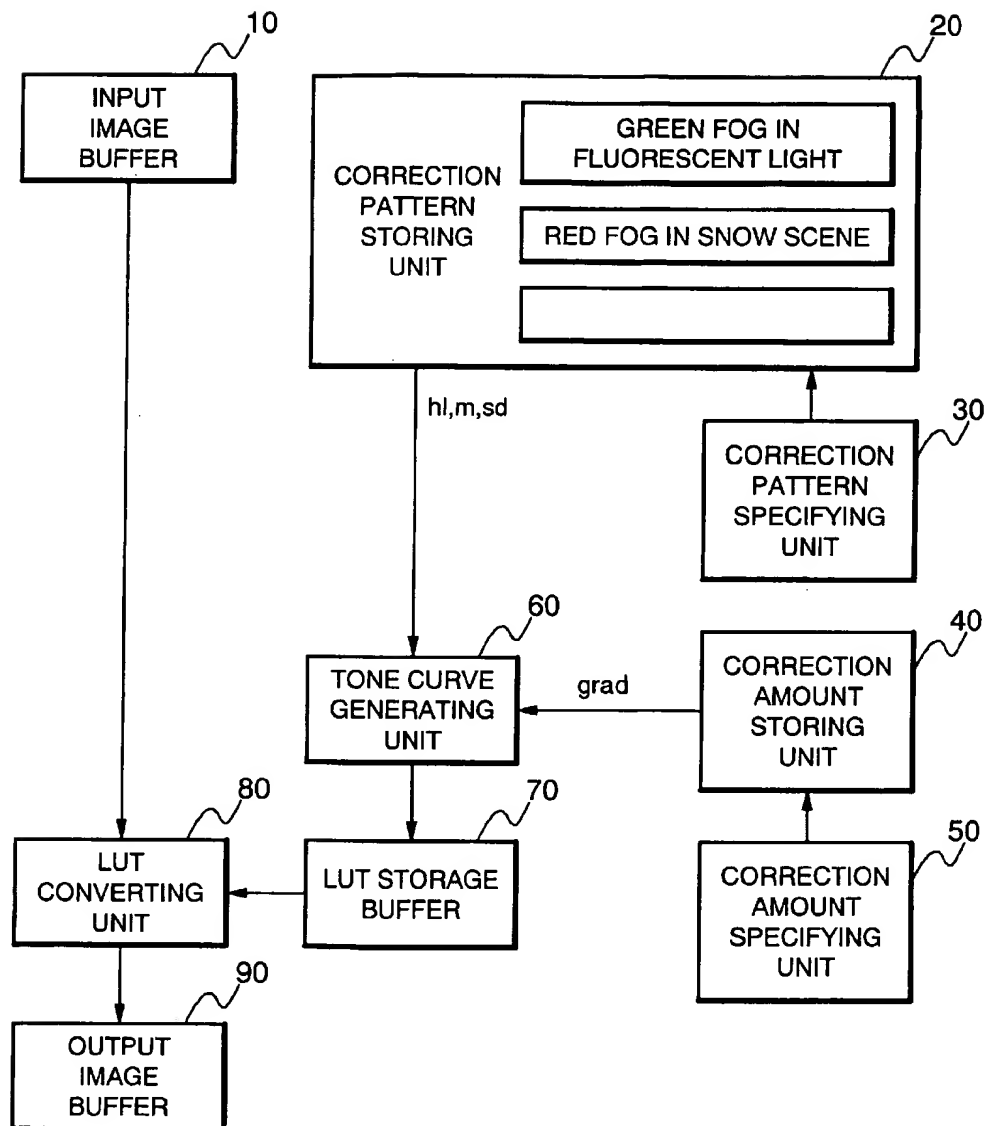 10
INPUT
IMAGE
BUFFER
20
CORRECTION
PATTERN
STORING
UNIT
GREEN FOG IN
FLUORESCENT LIGHT
RED FOG IN SNOW SCENE
hl,m,sd
30
CORRECTION
PATTERN
SPECIFYING
UNIT
60
TONE CURVE
GENERATING
UNIT
grad
40
CORRECTION
AMOUNT
STORING
UNIT
80
LUT
CONVERTING
UNIT
70
LUT STORAGE
BUFFER
50
CORRECTION
AMOUNT
SPECIFYING
UNIT
90
OUTPUT
IMAGE
BUFFER